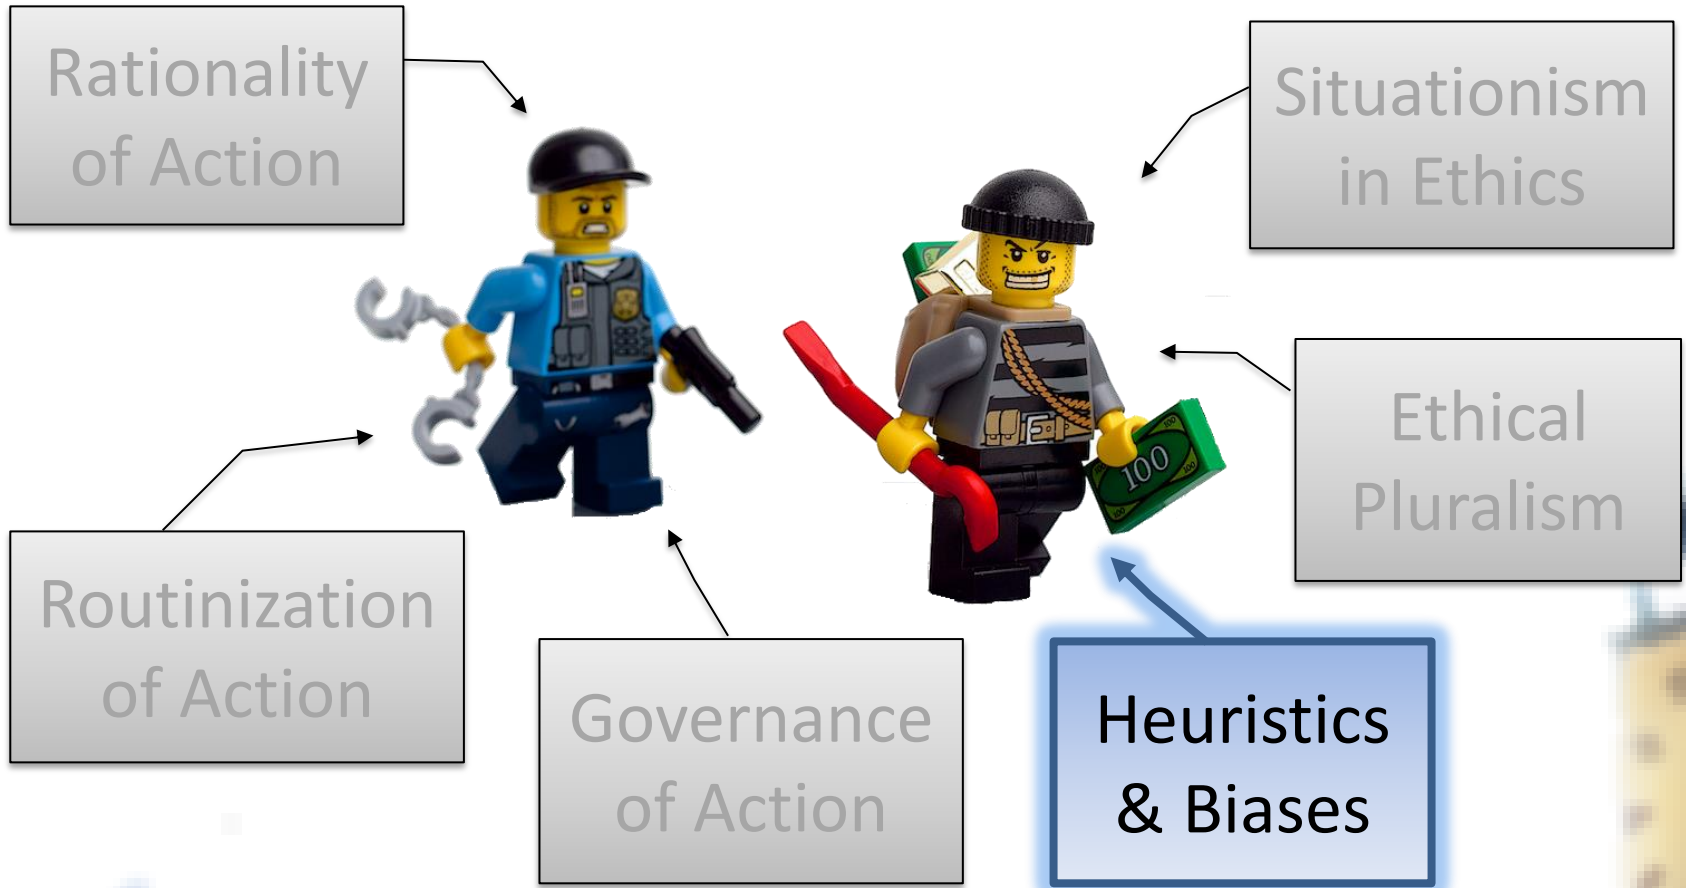 Rationality
of Action
Situationism
in Ethics
Ethical
Pluralism
Routinization
of Action
Governance
of Action
Heuristics
& Biases
100